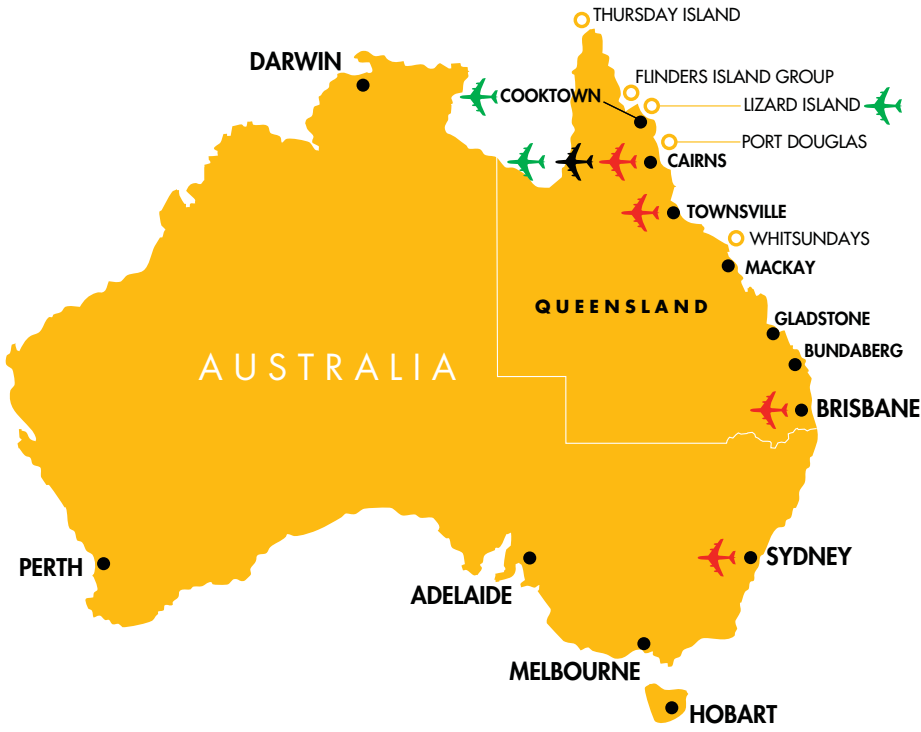 THURSDAY ISLAND
DARWIN
FLINDERS ISLAND GROUP
COOKTOWN
LIZARD ISLAND
PORT DOUGLAS
CAIRNS
TOWNSVILLE
WHITSUNDAYS
MACKAY
QUEENSLAND
GLADSTONE
BUNDABERG
AUSTRALIA
BRISBANE
PERTH
SYDNEY
ADELAIDE
MELBOURNE
HOBART